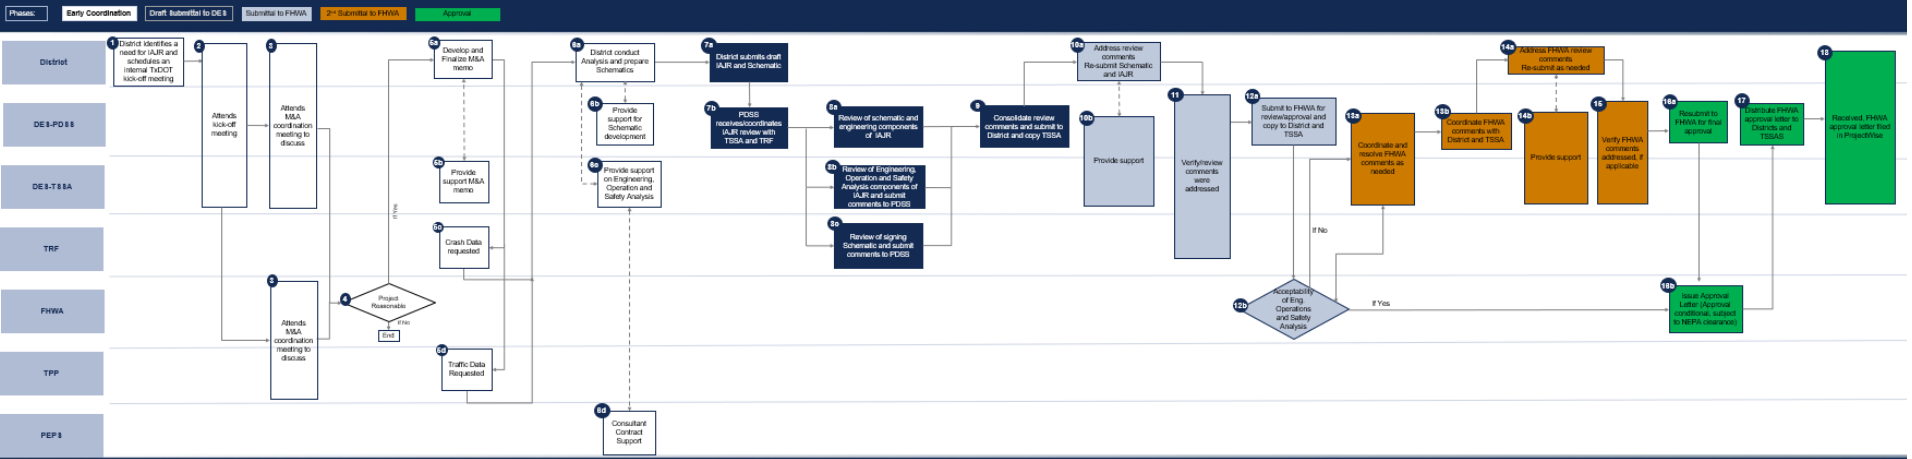 Phases:
Early Coordination
Draft Submittal to DES
Submittal to FHWA
2nd Submittal to FHWA
Approval
District
DES-PDSS
DES-TSSA
TRF
FHWA
TPP
PEPS
1
District identifies a
need for IAJR and
schedules an
internal TxDOT
kick-off meeting
2
Attends
kick-off
meeting
3
Attends
M&A
coordination
meeting to
discuss
3
Attends
M&A
coordination
meeting to
discuss
4
Project
Reasonable
If Yes
If No
End
5a
Develop and
Finalize M&A
memo
5b
Provide
support M&A
memo
5c
Crash Data
requested
5d
Traffic Data
Requested
6a
District conduct
Analysis and prepare
Schematics
6b
Provide
support for
Schematic
development
6c
Provide support
on Engineering,
Operation and
Safety Analysis
6d
Consultant
Contract
Support
7a
District submits draft
IAJR and Schematic
7b
PDSS
receives/coordinates
IAJR review with
TSSA and TRF
8a
Review of schematic and
engineering components
of IAJR
8b
Review of Engineering,
Operation and Safety
Analysis components of
IAJR and submit
comments to PDSS
8c
Review of signing
Schematic and submit
comments to PDSS
9
Consolidate review
comments and submit to
District and copy TSSA
10a
Address review
comments
Re-submit Schematic
and IAJR
10b
Provide support
11
Verify/review
comments
were
addressed
12a
Submit to FHWA for
review/approval and
copy to District and
TSSA
12b
Acceptability
of Eng.
Operations
and Safety
Analysis
If No
If Yes
13a
Coordinate and
resolve FHWA
comments as
needed
13b
Coordinate FHWA
comments with
District and TSSA
14a
Address FHWA review
comments
Re-submit as needed
14b
Provide support
15
Verify FHWA
comments
addressed, if
applicable
16a
Resubmit to
FHWA for final
approval
16b
Issue Approval
Letter (Approval
conditional, subject
to NEPA clearance)
17
Distribute FHWA
approval letter to
Districts and
TSSAS
18
Received, FHWA
approval letter filed
in ProjectWise